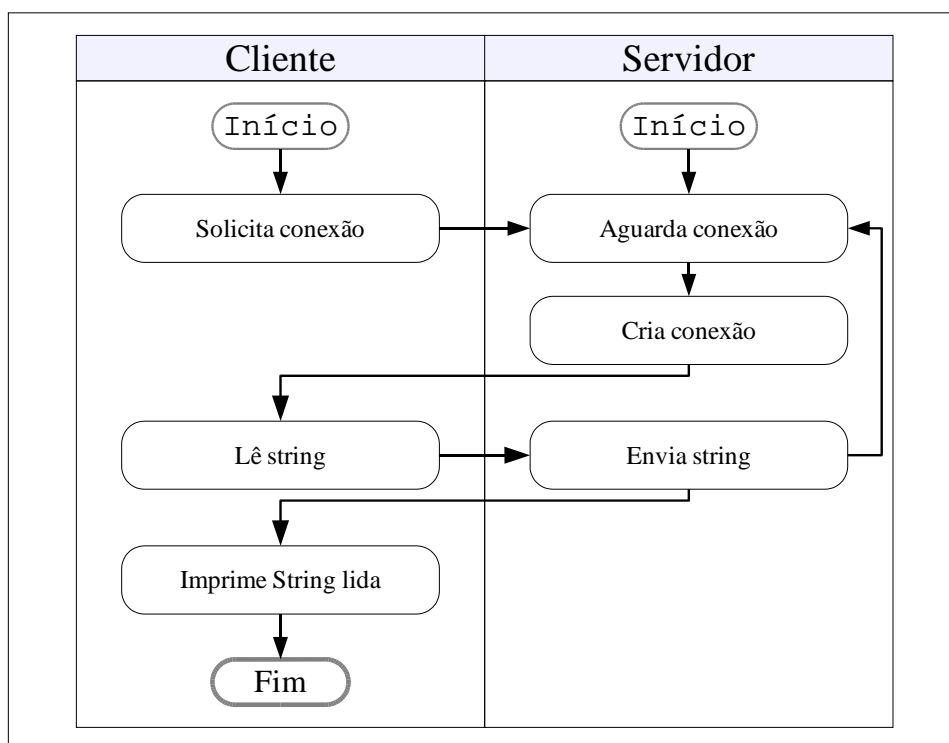 Cliente
Servidor
Início
Início
Solicita conexão
Aguarda conexão
Cria conexão
Lê string
Envia string
Imprime String lida
Fim